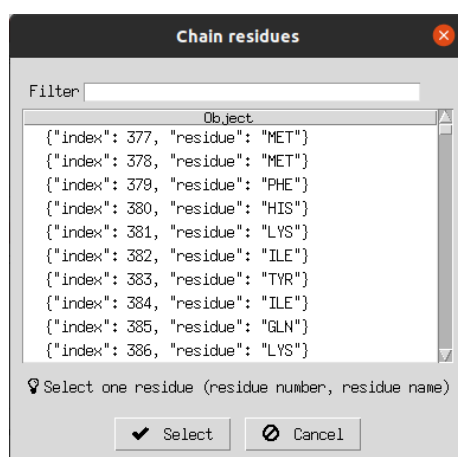 Chain residues
Filter
Object
{"index": 377, "residue": "MET"}
{"index": 378, "residue": "MET"}
{"index": 379, "residue": "PHE"}
{"index": 380, "residue": "HIS"}
{"index": 381, "residue": "LYS"}
{"index": 382, "residue": "ILE"}
{"index": 383, "residue": "TYR"}
{"index": 384, "residue": "ILE"}
{"index": 385, "residue": "GLN"}
{"index": 386, "residue": "LYS"}
Select one residue (residue number, residue name)
Select Cancel